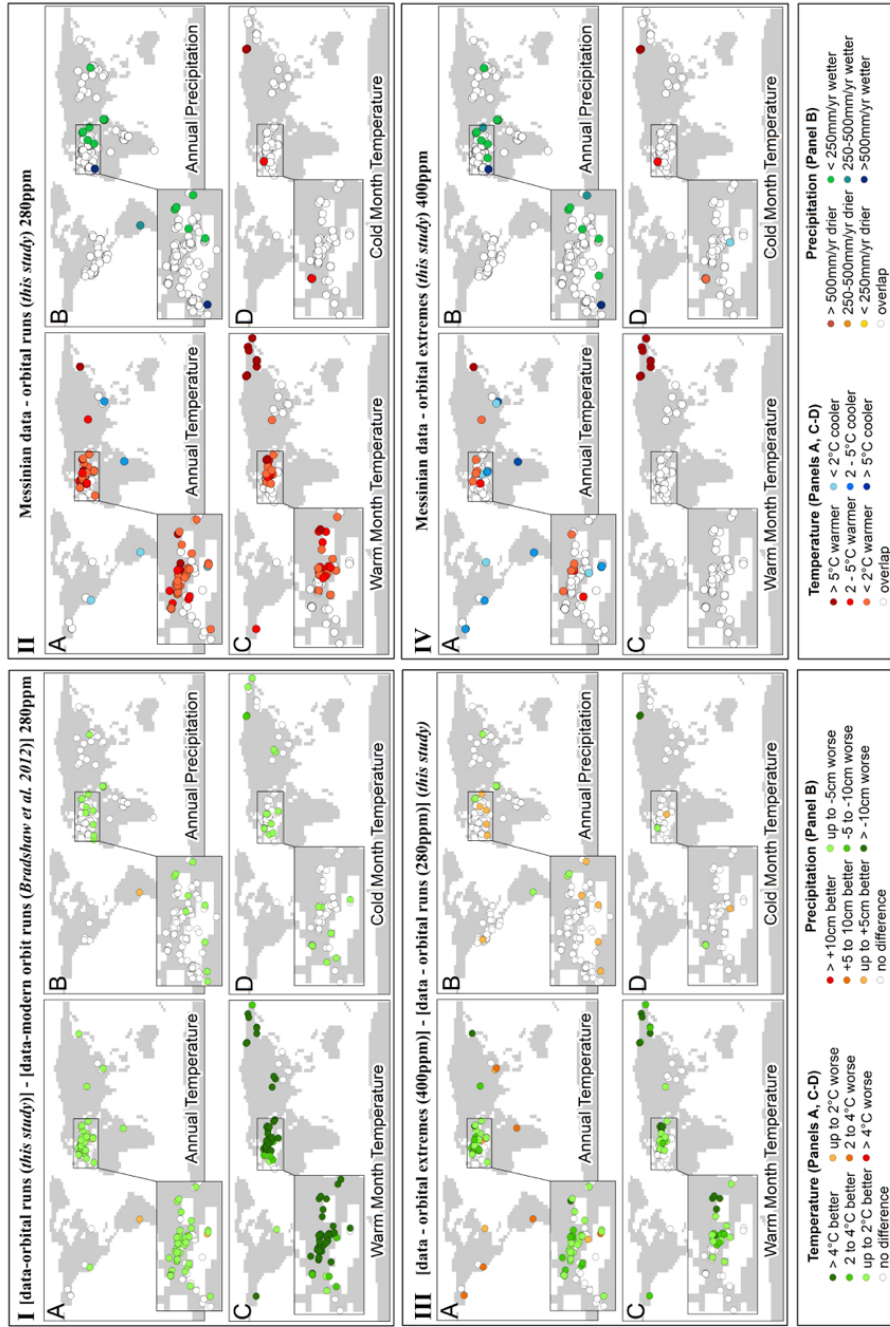 I [data-orbital runs (this study)] - [data-modern orbit runs (Bradshaw et al. 2012)] 280ppm
A
Annual Temperature
B
Annual Precipitation
C
Warm Month Temperature
D
Cold Month Temperature
II Messinian data - orbital runs (this study) 280ppm
A
Annual Temperature
B
Annual Precipitation
C
Warm Month Temperature
D
Cold Month Temperature
III [data - orbital extremes (400ppm)] - [data - orbital runs (280ppm)] (this study)
A
Annual Temperature
B
Annual Precipitation
C
Warm Month Temperature
D
Cold Month Temperature
IV Messinian data - orbital extremes (this study) 400ppm
A
Annual Temperature
B
Annual Precipitation
C
Warm Month Temperature
D
Cold Month Temperature
Temperature (Panels A, C-D)
> 4°C better up to 2°C worse
2 to 4°C better 2 to 4°C worse
up to 2°C better > 4°C worse
no difference
Precipitation (Panel B)
> +10cm better up to -5cm worse
+5 to 10cm better -5 to -10cm worse
up to +5cm better > -10cm worse
no difference
Temperature (Panels A, C-D)
> 5°C warmer < 2°C cooler
2 - 5°C warmer 2 - 5°C cooler
< 2°C warmer > 5°C cooler
overlap
Precipitation (Panel B)
> 500mm/yr drier < 250mm/yr wetter
250-500mm/yr drier 250-500mm/yr wetter
< 250mm/yr drier >500mm/yr wetter
overlap